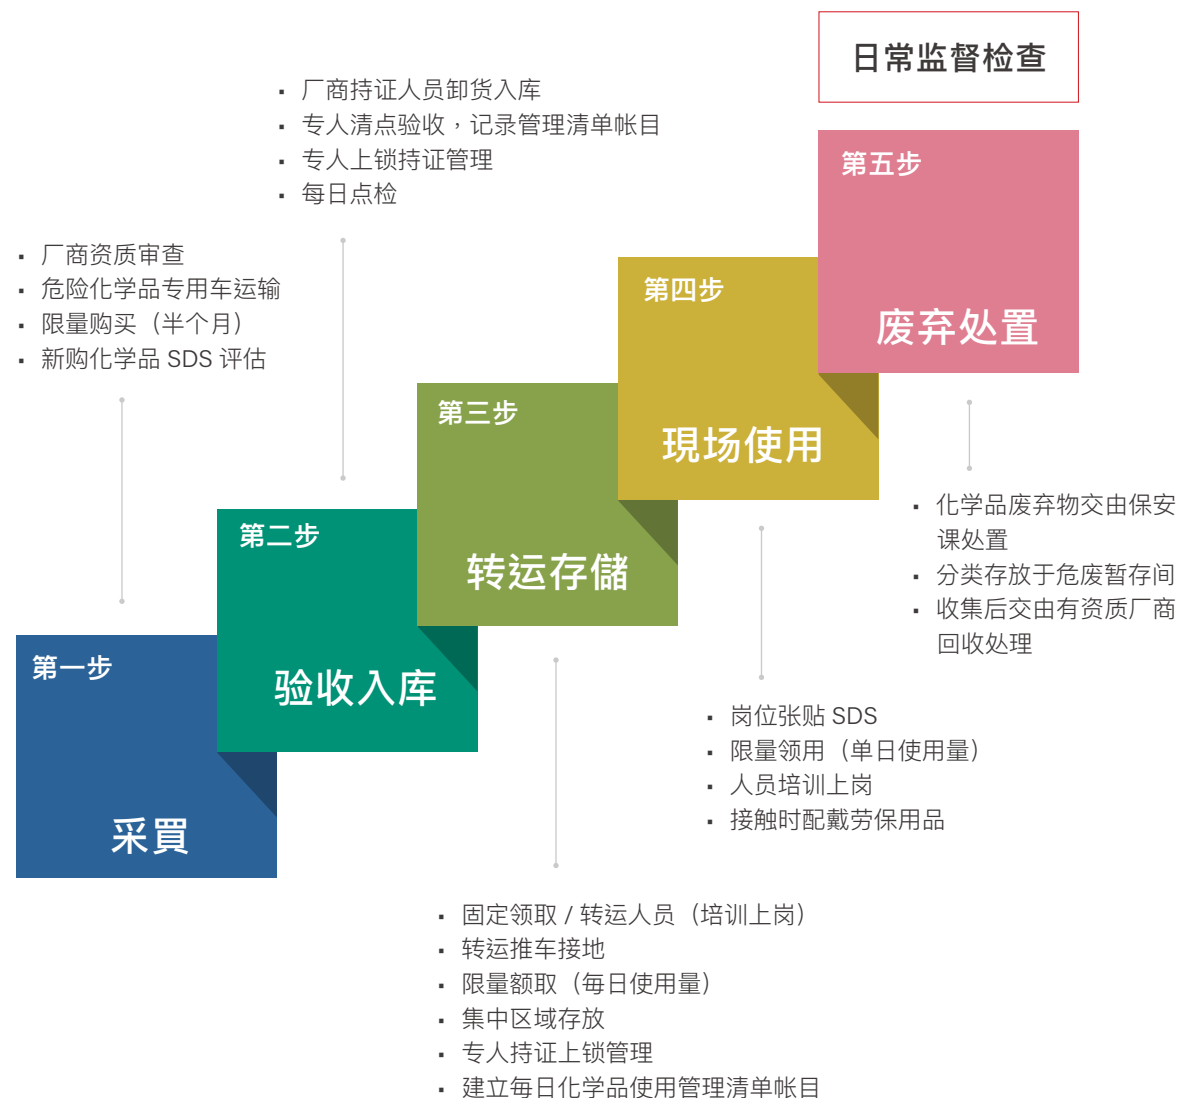 日常监督检查
第一步
采買
▪ 厂商资质审查
▪ 危险化学品专用车运输
▪ 限量购买（半个月）
▪ 新购化学品 SDS 评估
第二步
验收入库
▪ 厂商持证人员卸货入库
▪ 专人清点验收，记录管理清单帐目
▪ 专人上锁持证管理
▪ 每日点检
第三步
转运存儲
▪ 固定领取 / 转运人员（培训上岗）
▪ 转运推车接地
▪ 限量额取（每日使用量）
▪ 集中区域存放
▪ 专人持证上锁管理
▪ 建立每日化学品使用管理清单帐目
第四步
現场使用
▪ 岗位张贴 SDS
▪ 限量领用（单日使用量）
▪ 人员培训上岗
▪ 接触时配戴劳保用品
第五步
废弃处置
▪ 化学品废弃物交由保安
课处置
▪ 分类存放于危废暂存间
▪ 收集后交由有资质厂商
回收处理